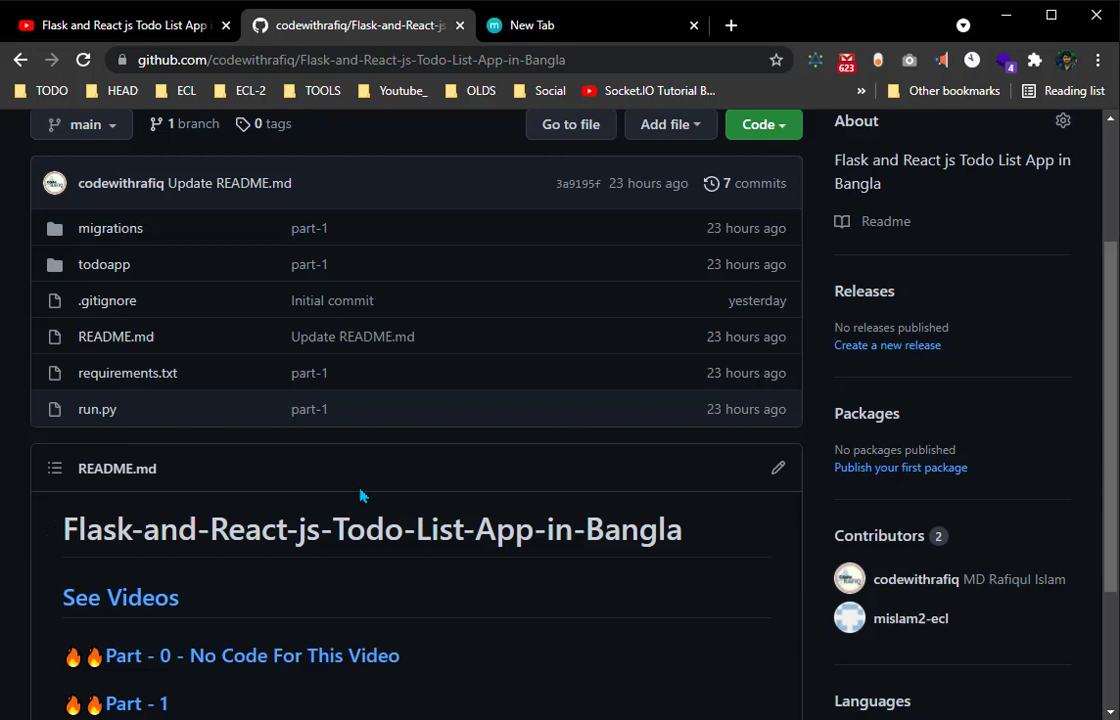 Flask and React js Todo List App
codewithrafiq/Flask-and-React-js
New Tab
github.com/codewithrafiq/Flask-and-React-js-Todo-List-App-in-Bangla
623
4
TODO
HEAD
ECL
ECL-2
TOOLS
Youtube_
OLDS
Social
Socket.IO Tutorial B...
»
Other bookmarks
Reading list
main
1 branch
0 tags
Go to file
Add file
Code
codewithrafiq Update README.md
3a9195f 23 hours ago
7 commits
migrations part-1 23 hours ago
todoapp part-1 23 hours ago
.gitignore Initial commit yesterday
README.md Update README.md 23 hours ago
requirements.txt part-1 23 hours ago
run.py part-1 23 hours ago
README.md
Flask-and-React-js-Todo-List-App-in-Bangla
See Videos
🔥🔥Part - 0 - No Code For This Video
🔥🔥Part - 1
About
Flask and React js Todo List App in
Bangla
Readme
Releases
No releases published
Create a new release
Packages
No packages published
Publish your first package
Contributors 2
codewithrafiq MD Rafiqul Islam
mislam2-ecl
Languages